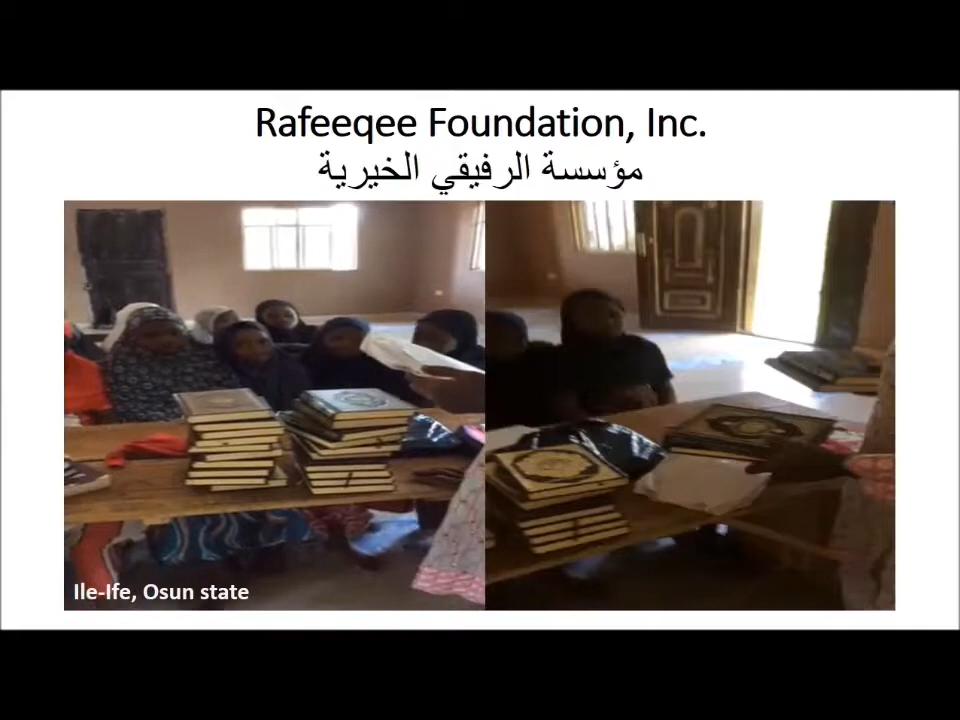 Rafeeqee Foundation, Inc.
مؤسسة الرفيقي الخيرية
Ile-Ife, Osun state